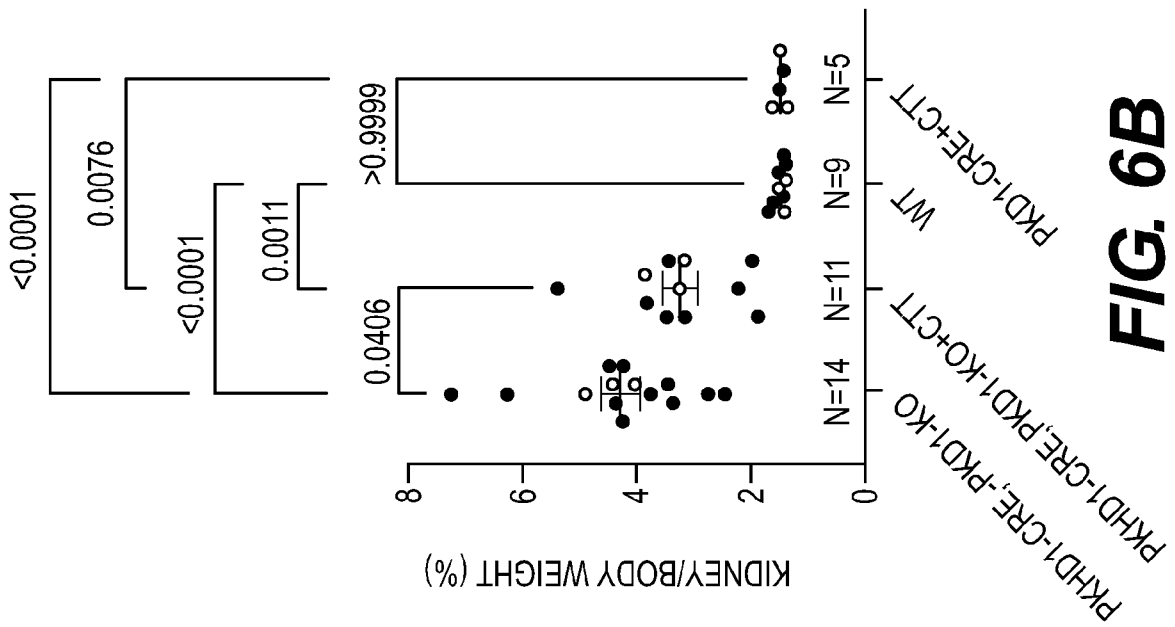 <0.0001
0.0076
<0.0001
0.0011
0.0406
>0.9999
KIDNEY/BODY WEIGHT (%)
8
6
4
2
0
N=14
N=11
N=9
N=5
PKHD1-CRE,-PKD1-KO
PKHD1-CRE,PKD1-KO+CTT
WT
PKD1-CRE+CTT
FIG. 6B